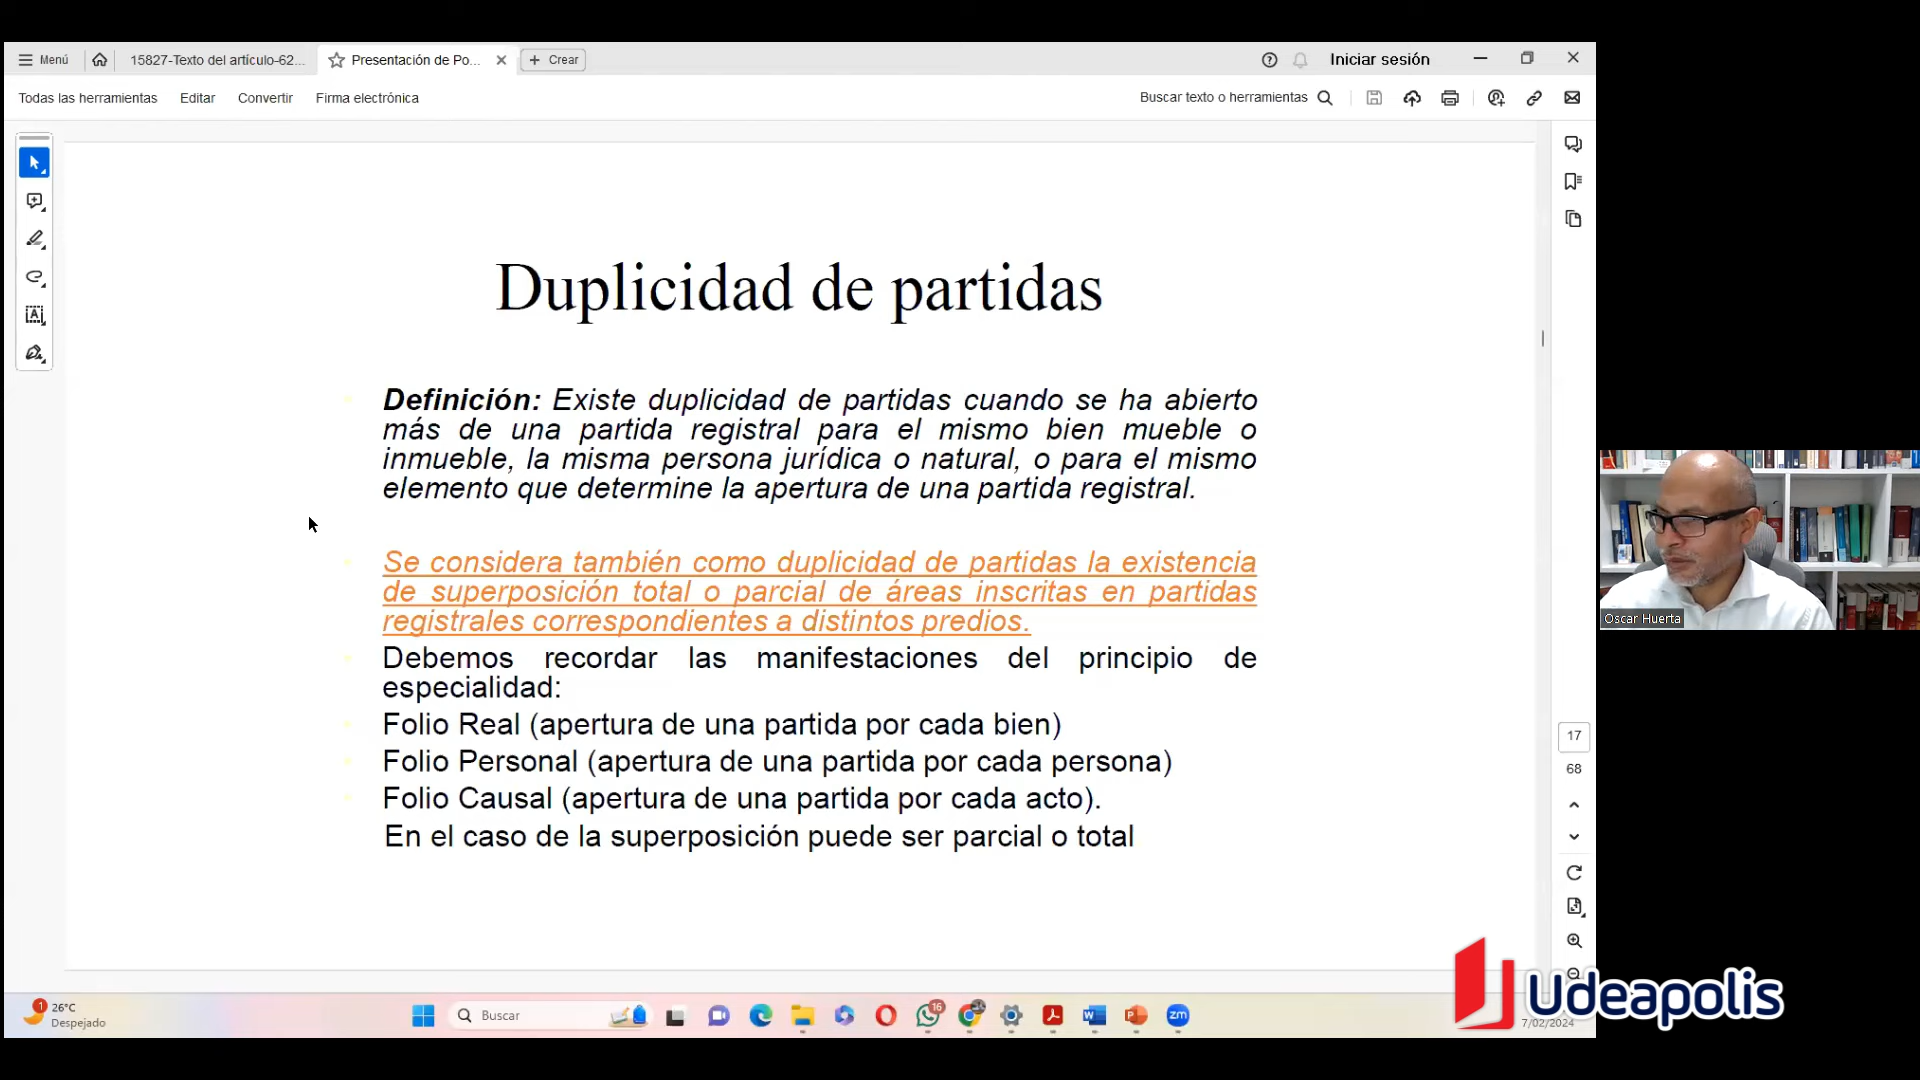 Menú
15827-Texto del artículo-62...
Presentación de Po...
Crear
Iniciar sesión
Todas las herramientas
Editar
Convertir
Firma electrónica
Buscar texto o herramientas
Duplicidad de partidas
Definición: Existe duplicidad de partidas cuando se ha abierto
más de una partida registral para el mismo bien mueble o
inmueble, la misma persona jurídica o natural, o para el mismo
elemento que determine la apertura de una partida registral.
Se considera también como duplicidad de partidas la existencia
de superposición total o parcial de áreas inscritas en partidas
registrales correspondientes a distintos predios.
Debemos recordar las manifestaciones del principio de
especialidad:
Folio Real (apertura de una partida por cada bien)
Folio Personal (apertura de una partida por cada persona)
Folio Causal (apertura de una partida por cada acto).
En el caso de la superposición puede ser parcial o total
17
68
Oscar Huerta
1
26°C
Despejado
Buscar
16
zm
Udeapolis
7/02/2024